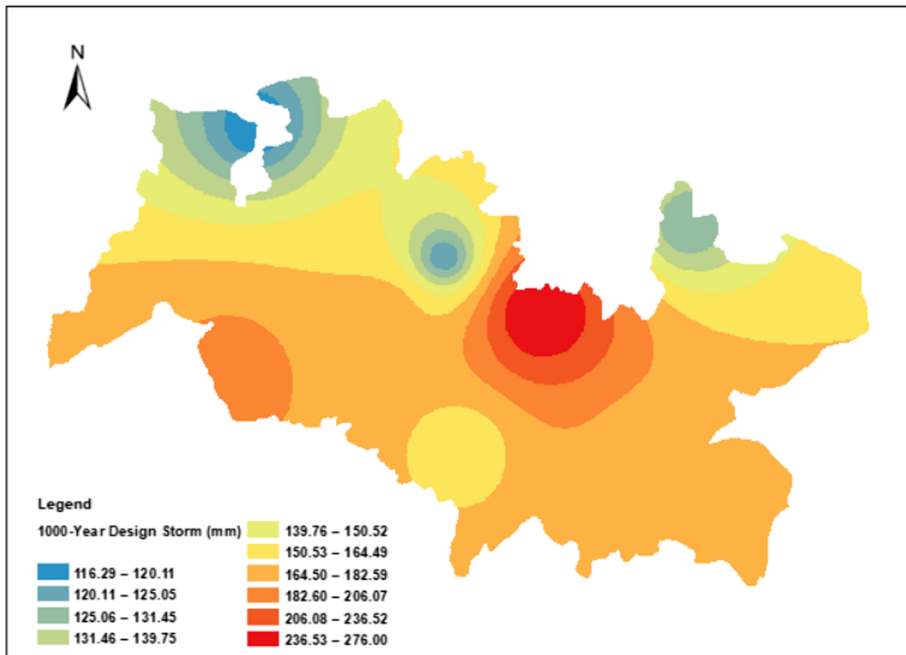 N
Legend
1000-Year Design Storm (mm)
116.29 – 120.11
120.11 – 125.05
125.06 – 131.45
131.46 – 139.75
139.76 – 150.52
150.53 – 164.49
164.50 – 182.59
182.60 – 206.07
206.08 – 236.52
236.53 – 276.00